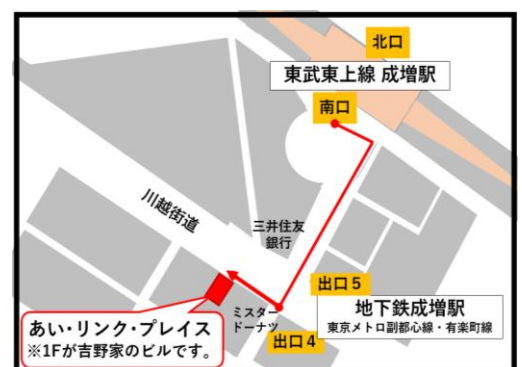 北口
東武東上線 成増駅
南口
川越街道
三井住友
銀行
出口5
地下鉄成増駅
東京メトロ副都心線・有楽町線
ミスター
ドーナツ
出口4
あい・リンク・プレイス
※1Fが吉野家のビルです。